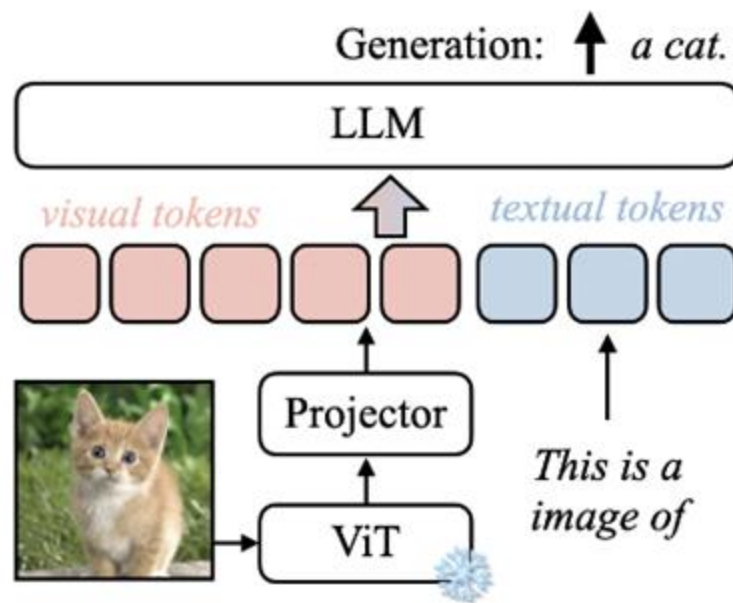 Generation: a cat.
LLM
visual tokens textual tokens
Projector
This is a
image of
ViT